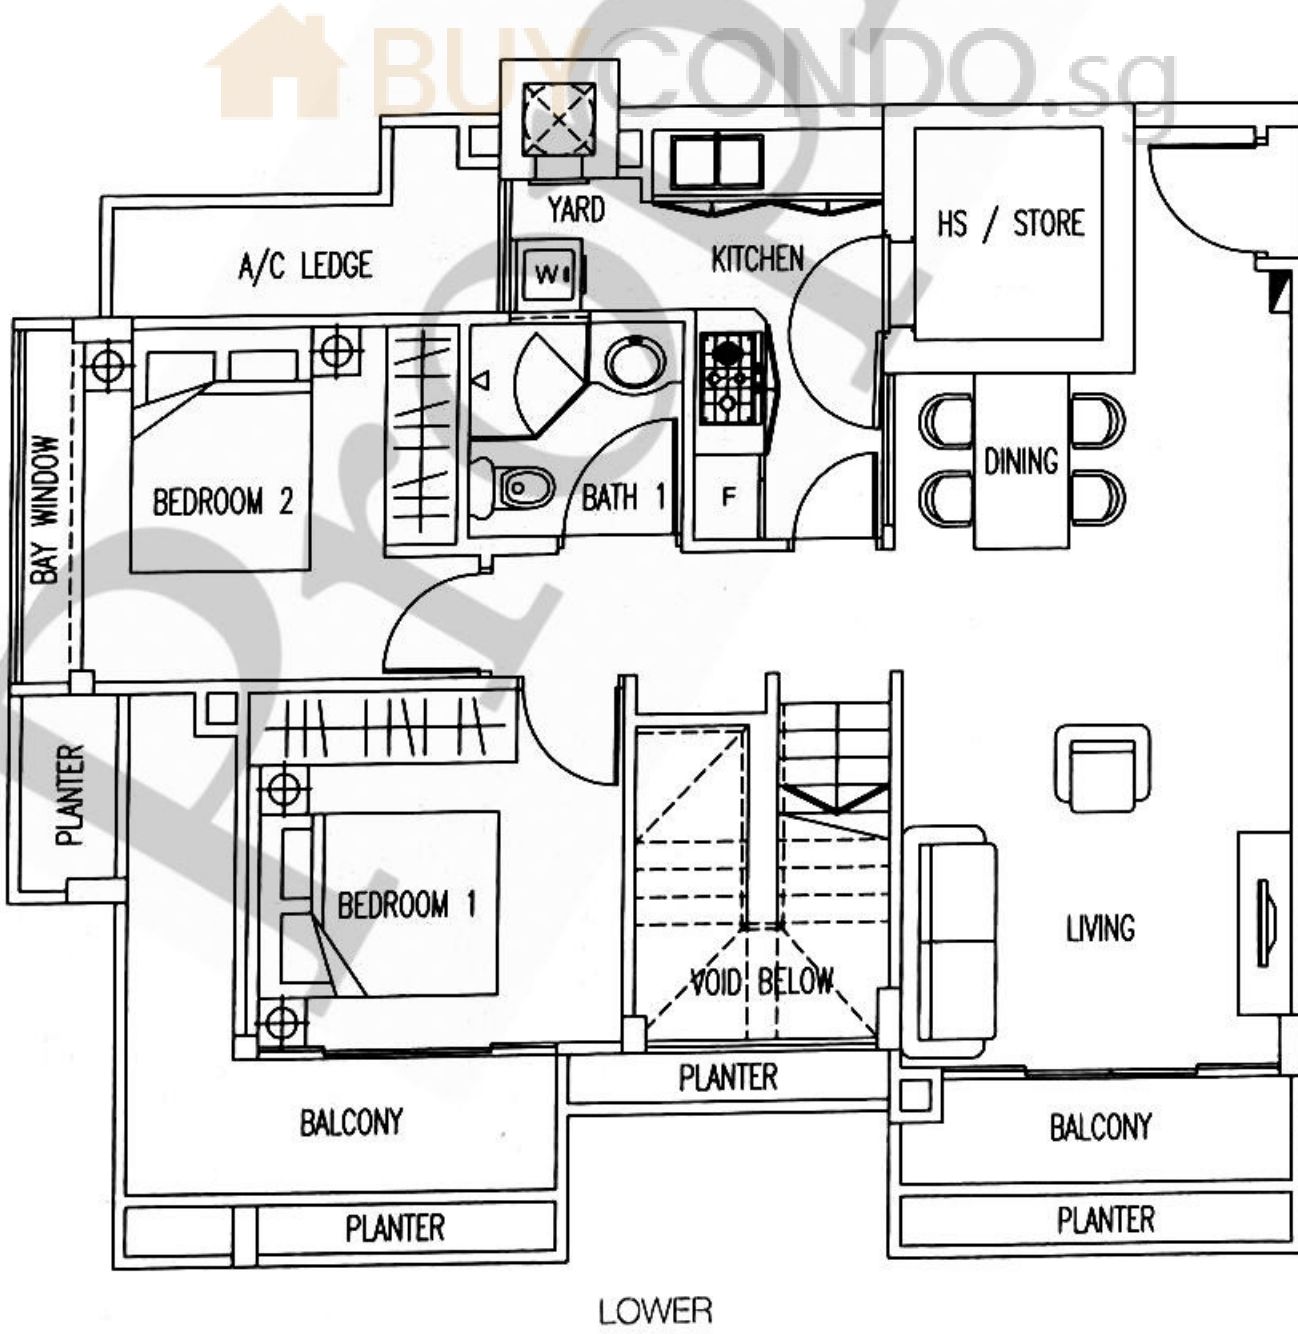 BUYCONDO.sg
Prop
YARD
HS / STORE
KITCHEN
A/C LEDGE
W
DINING
BAY WINDOW
BEDROOM 2
BATH 1
F
PLANTER
BEDROOM 1
LIVING
VOID BELOW
PLANTER
BALCONY
BALCONY
PLANTER
PLANTER
LOWER